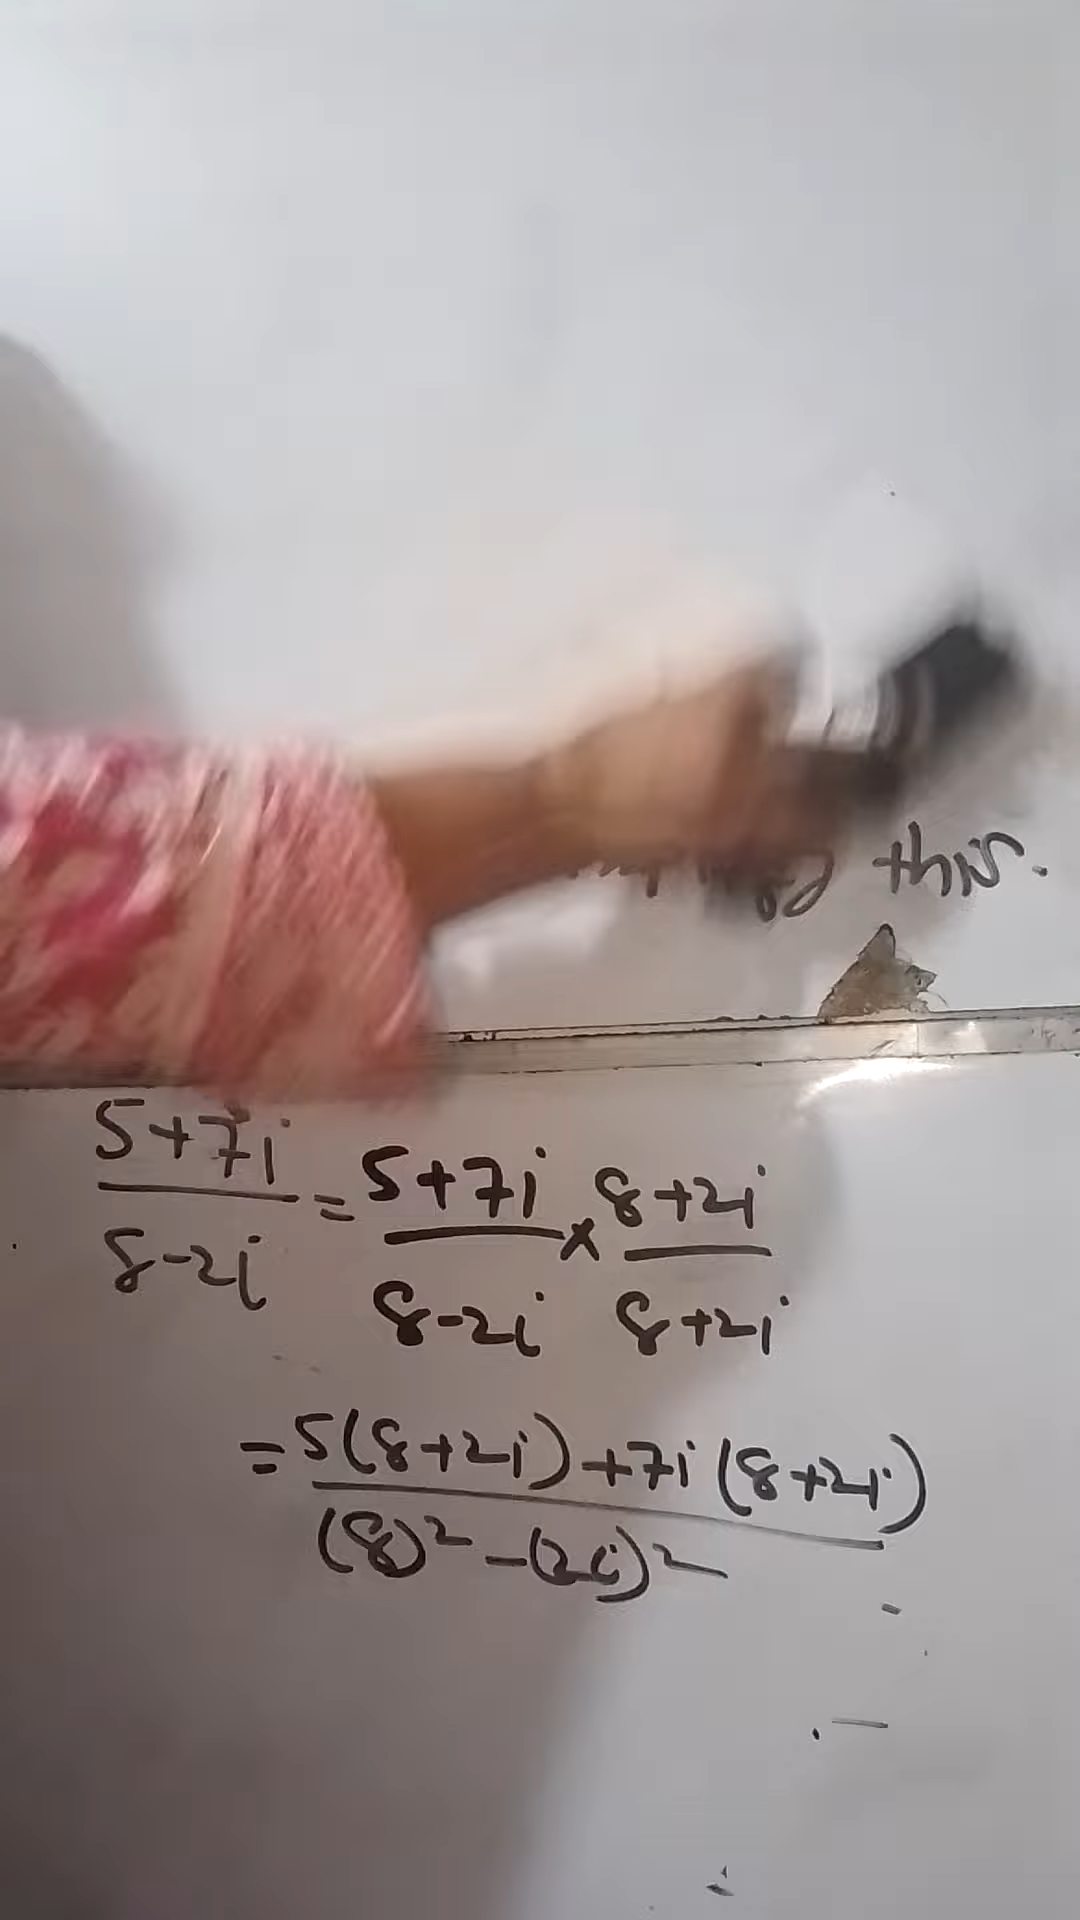 this.
5+7i / 8-2i = 5+7i / 8-2i × 8+2i / 8+2i
= 5(8+2i)+7i(8+2i) / (8)² - (2i)²